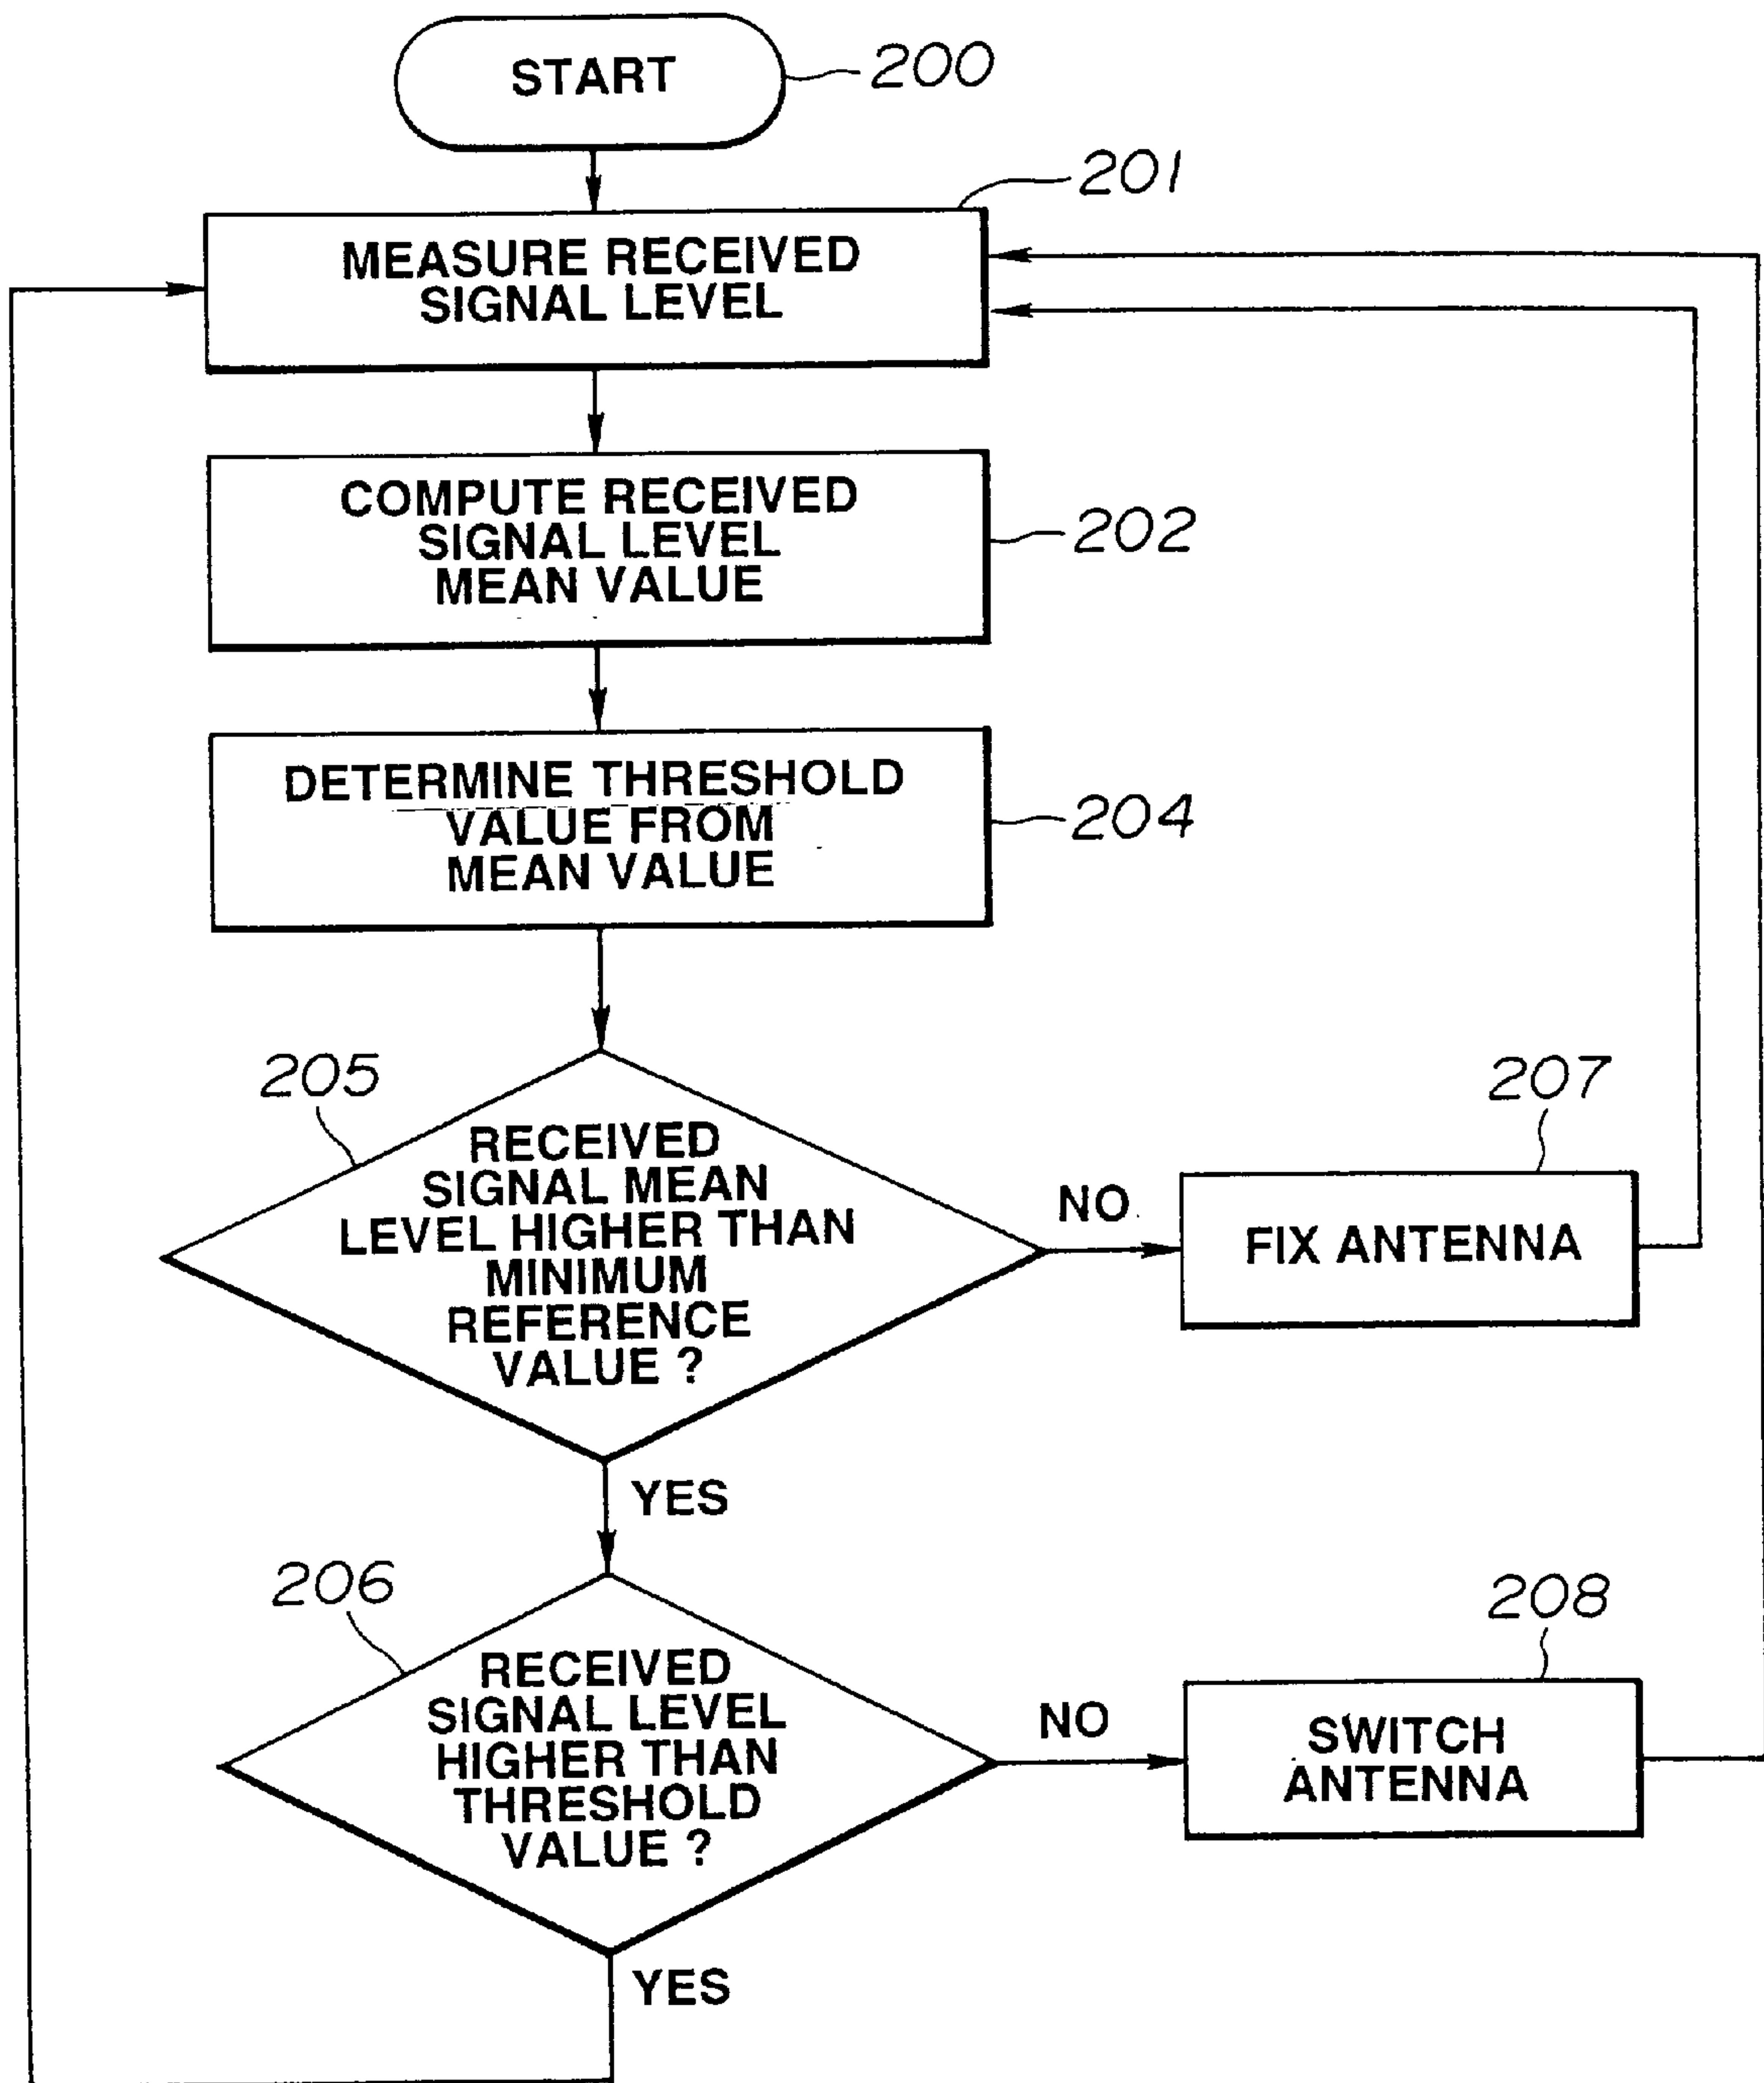 START
200
201
MEASURE RECEIVED
SIGNAL LEVEL
COMPUTE RECEIVED
SIGNAL LEVEL
MEAN VALUE
202
DETERMINE THRESHOLD
VALUE FROM
MEAN VALUE
204
205
RECEIVED
SIGNAL MEAN
LEVEL HIGHER THAN
MINIMUM
REFERENCE
VALUE ?
NO
207
FIX ANTENNA
YES
206
RECEIVED
SIGNAL LEVEL
HIGHER THAN
THRESHOLD
VALUE ?
NO
208
SWITCH
ANTENNA
YES